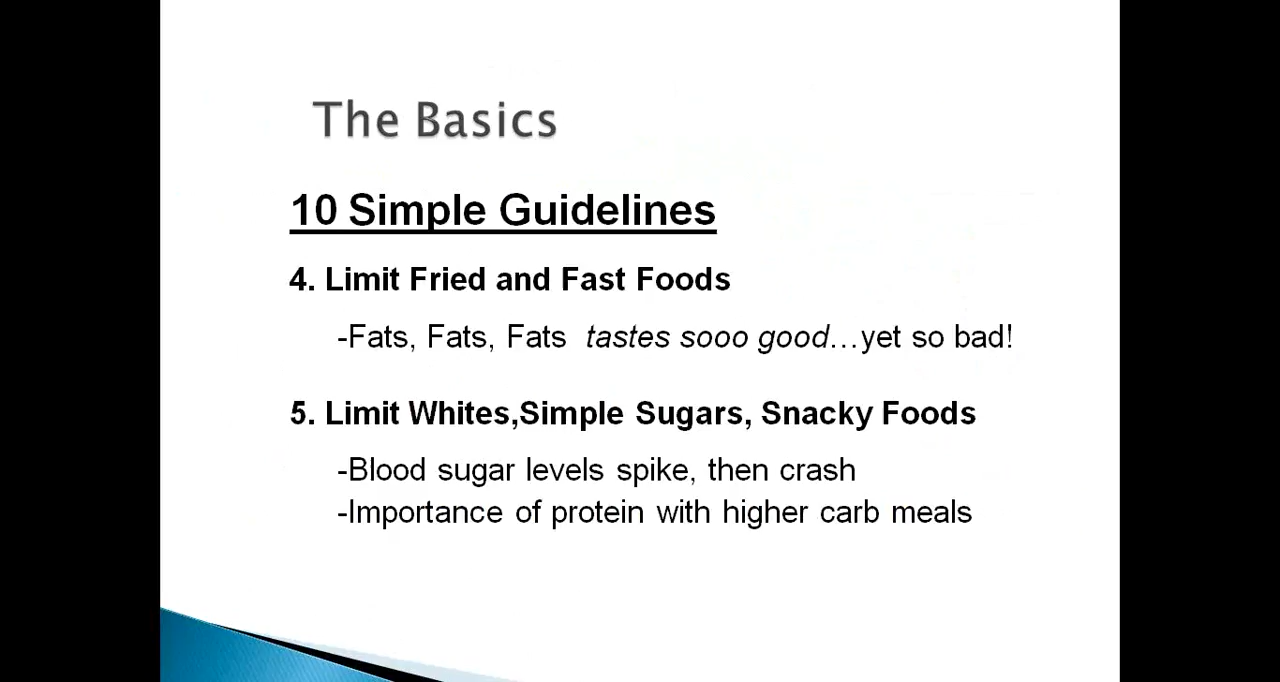 The Basics
10 Simple Guidelines
4. Limit Fried and Fast Foods
-Fats, Fats, Fats tastes sooo good…yet so bad!
5. Limit Whites,Simple Sugars, Snacky Foods
-Blood sugar levels spike, then crash
-Importance of protein with higher carb meals